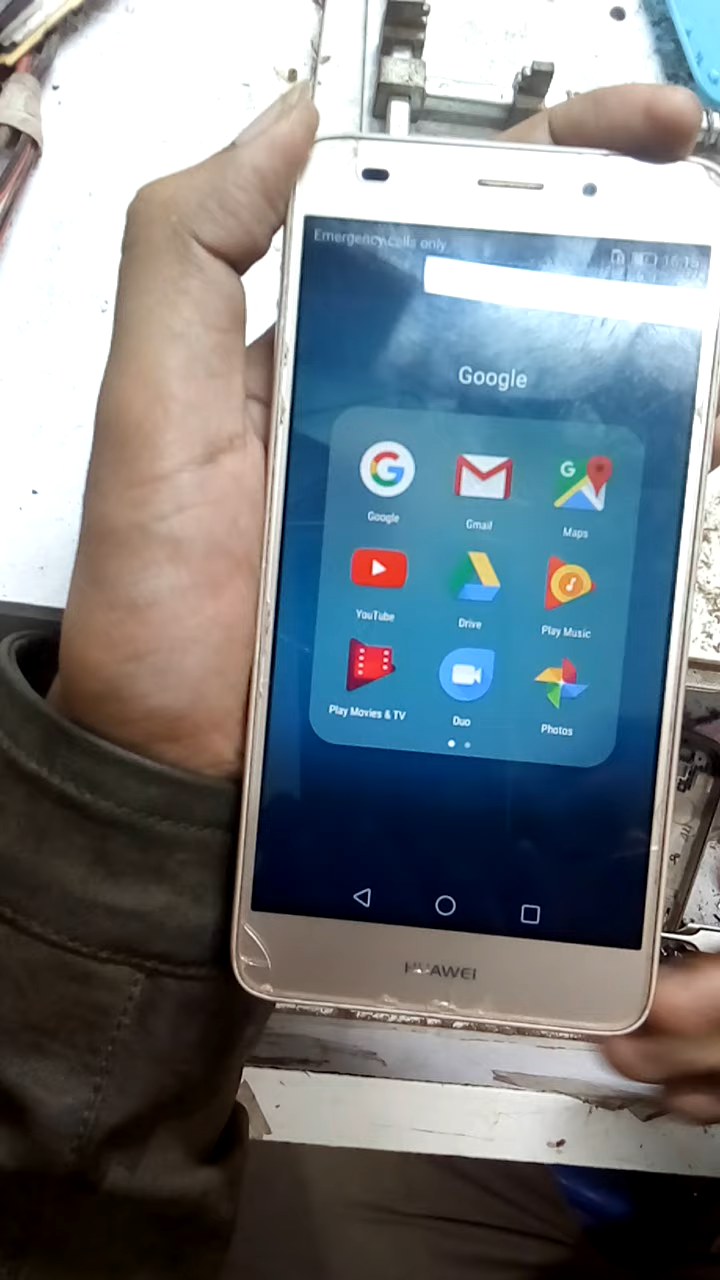 Emergency calls only
Google
Google Gmail Maps
YouTube Drive Play Music
Play Movies & TV Duo Photos
HUAWEI